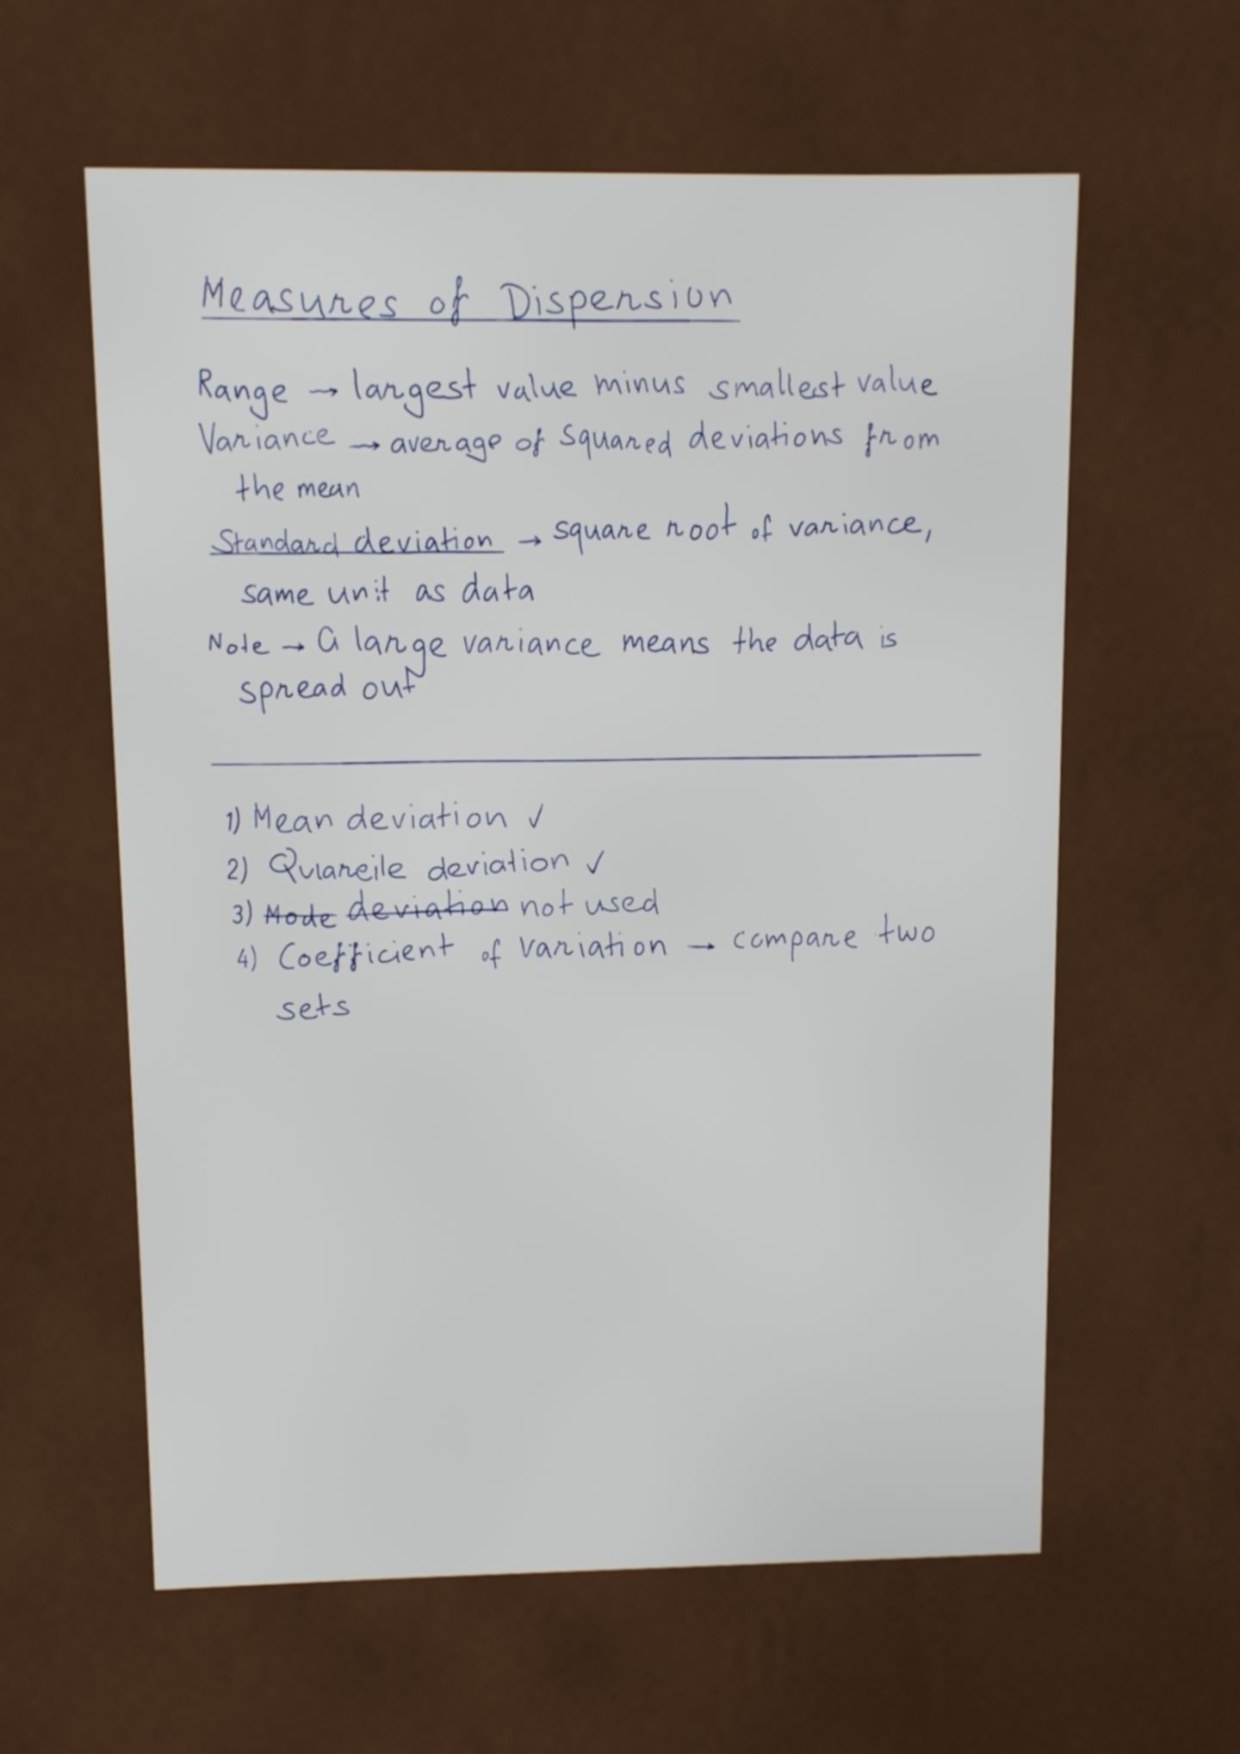 Measures of Dispersion
Range → largest value minus smallest value
Variance → average of squared deviations from
the mean
Standard deviation → square root of variance,
same unit as data
Note → A large variance means the data is
spread out
1) Mean deviation ✓
2) Quareile deviation ✓
3) ~~Mode deviation~~ not used
4) Coefficient of variation → compare two
sets